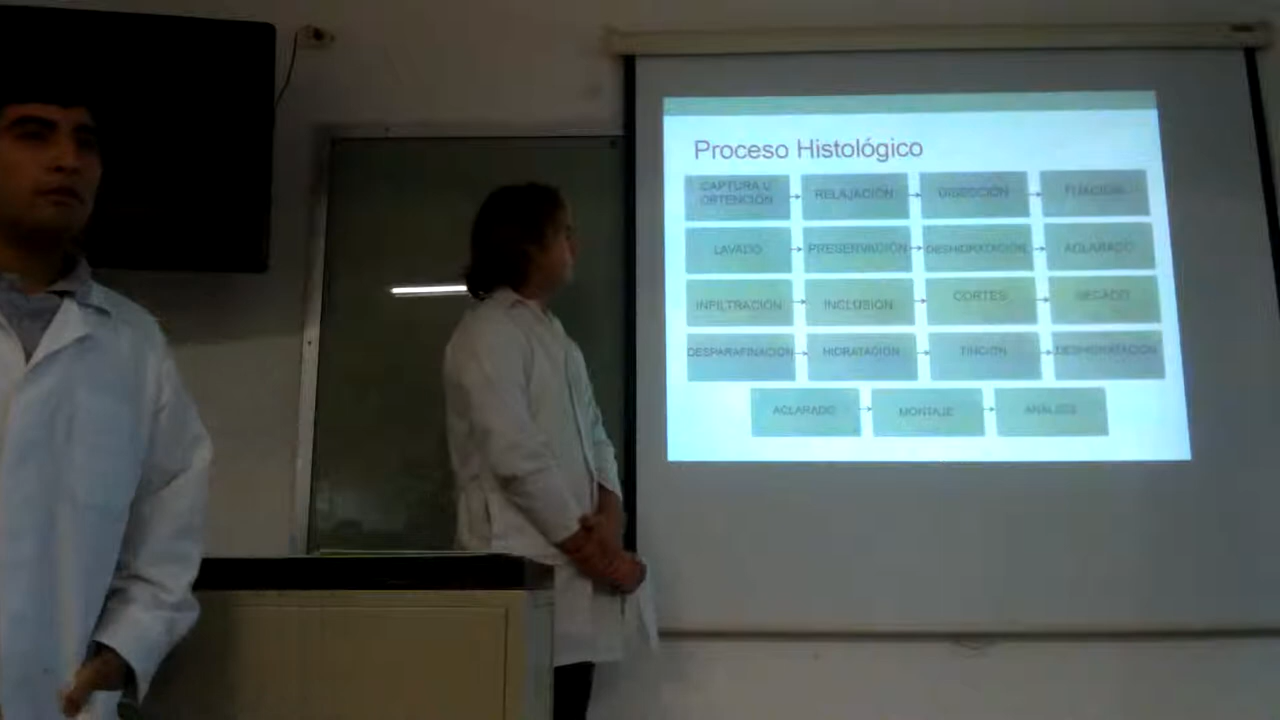 Proceso Histológico
CAPTURA U
OBTENCIÓN
RELAJACIÓN
DISECCIÓN
FIJACIÓN
LAVADO
PRESERVACIÓN
DESHIDRATACIÓN
ACLARADO
INFILTRACIÓN
INCLUSIÓN
CORTES
SECADO
DESPARAFINACIÓN
HIDRATACIÓN
TINCIÓN
DESHIDRATACIÓN
ACLARADO
MONTAJE
ANÁLISIS